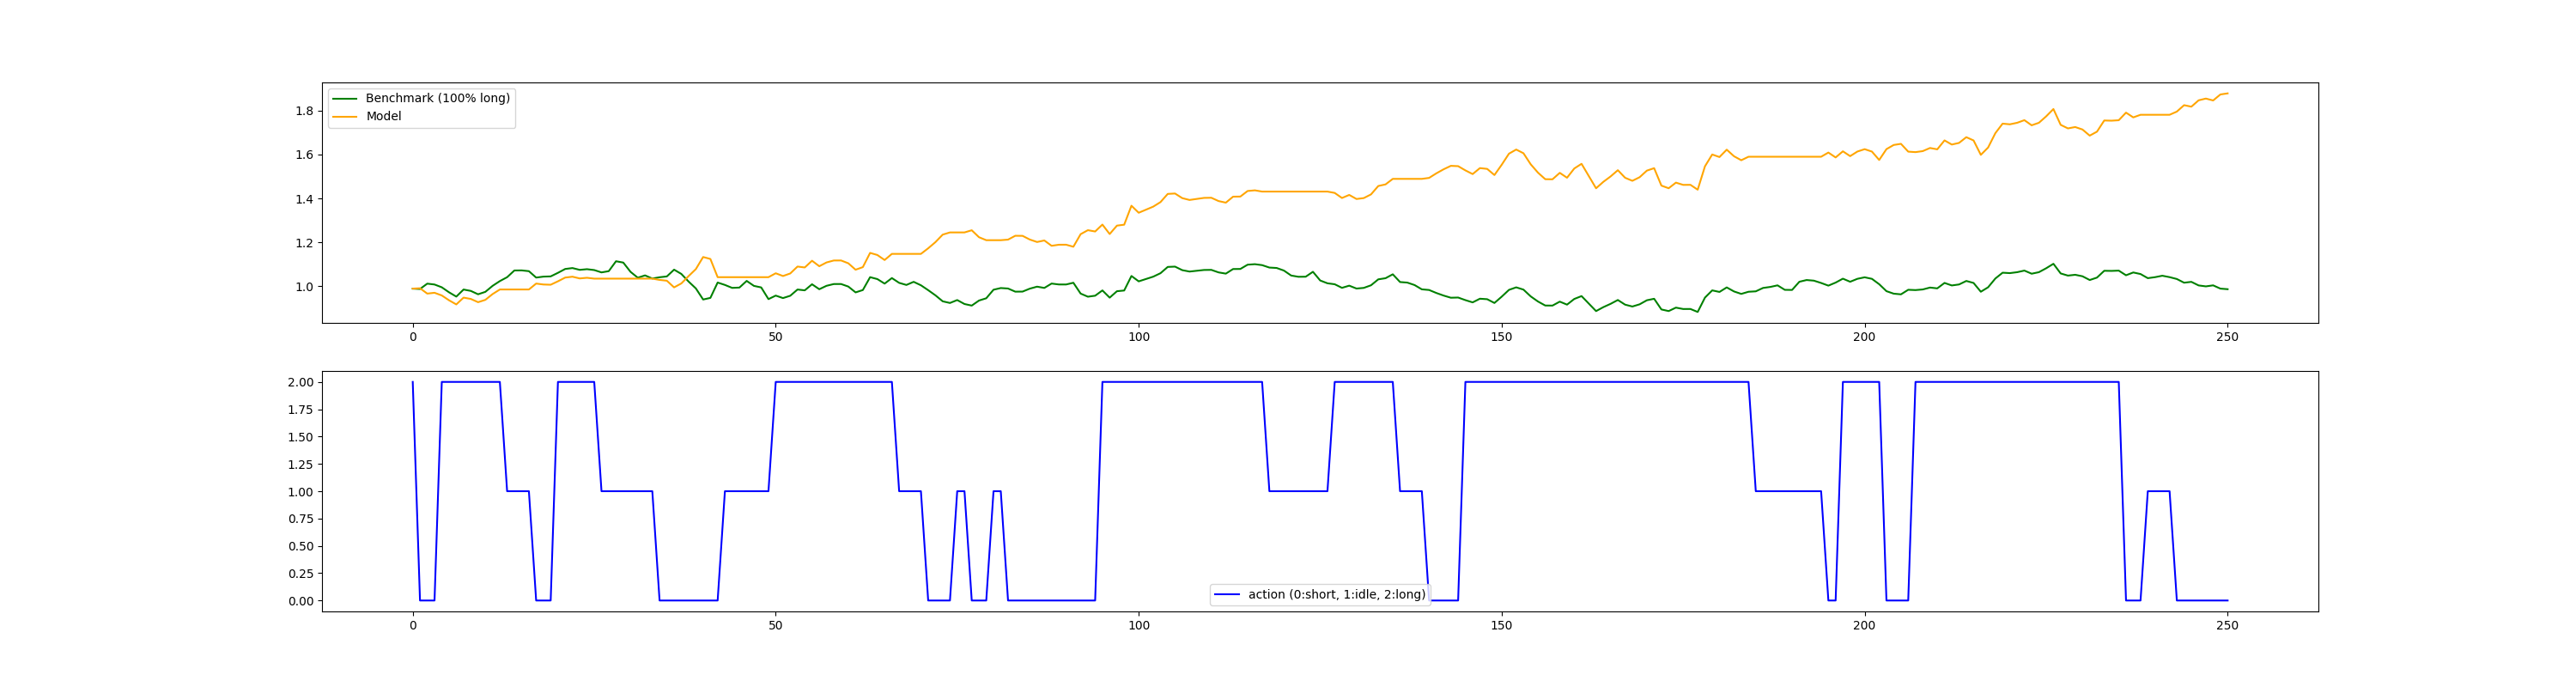 Benchmark (100% long)
Model
1.8
1.6
1.4
1.2
1.0
0 50 100 150 200 250
2.00
1.75
1.50
1.25
1.00
0.75
0.50
0.25
0.00
action (0:short, 1:idle, 2:long)
0 50 100 150 200 250